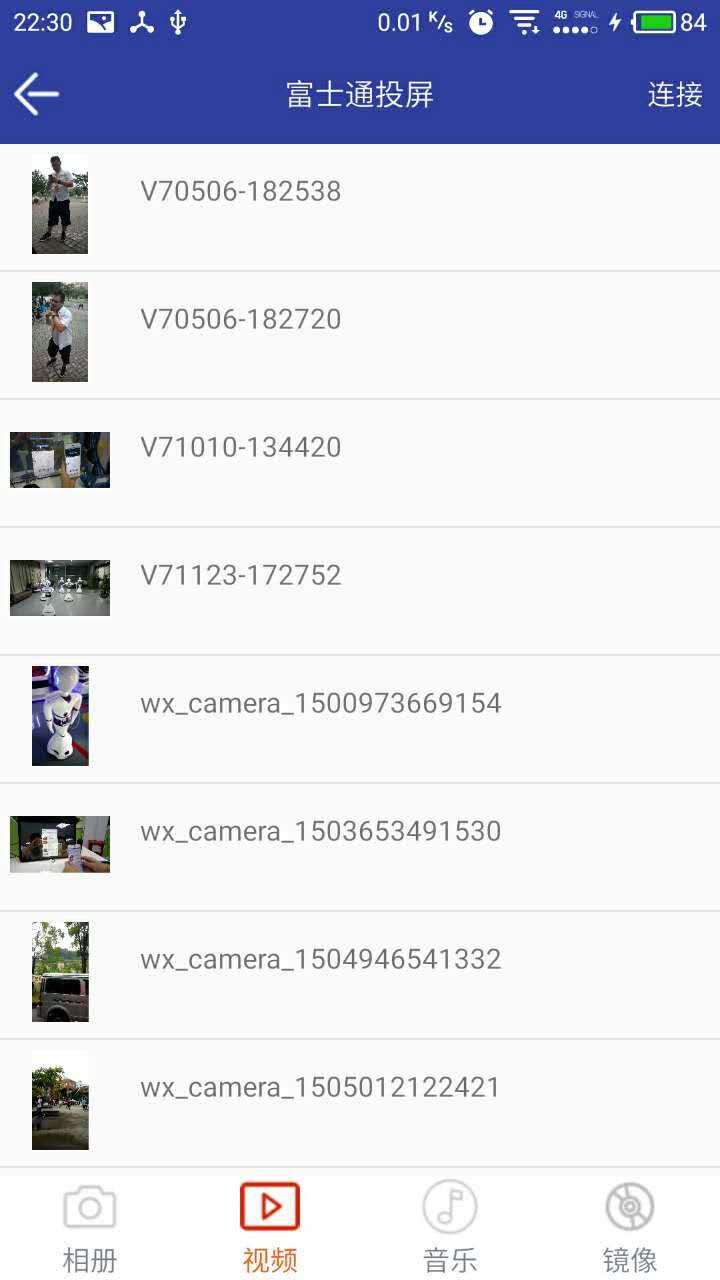 22:30 0.01 K/s 4G SIGNAL 84
富士通投屏 连接
V70506-182538
V70506-182720
V71010-134420
V71123-172752
wx_camera_1500973669154
wx_camera_1503653491530
wx_camera_1504946541332
wx_camera_1505012122421
相册 视频 音乐 镜像